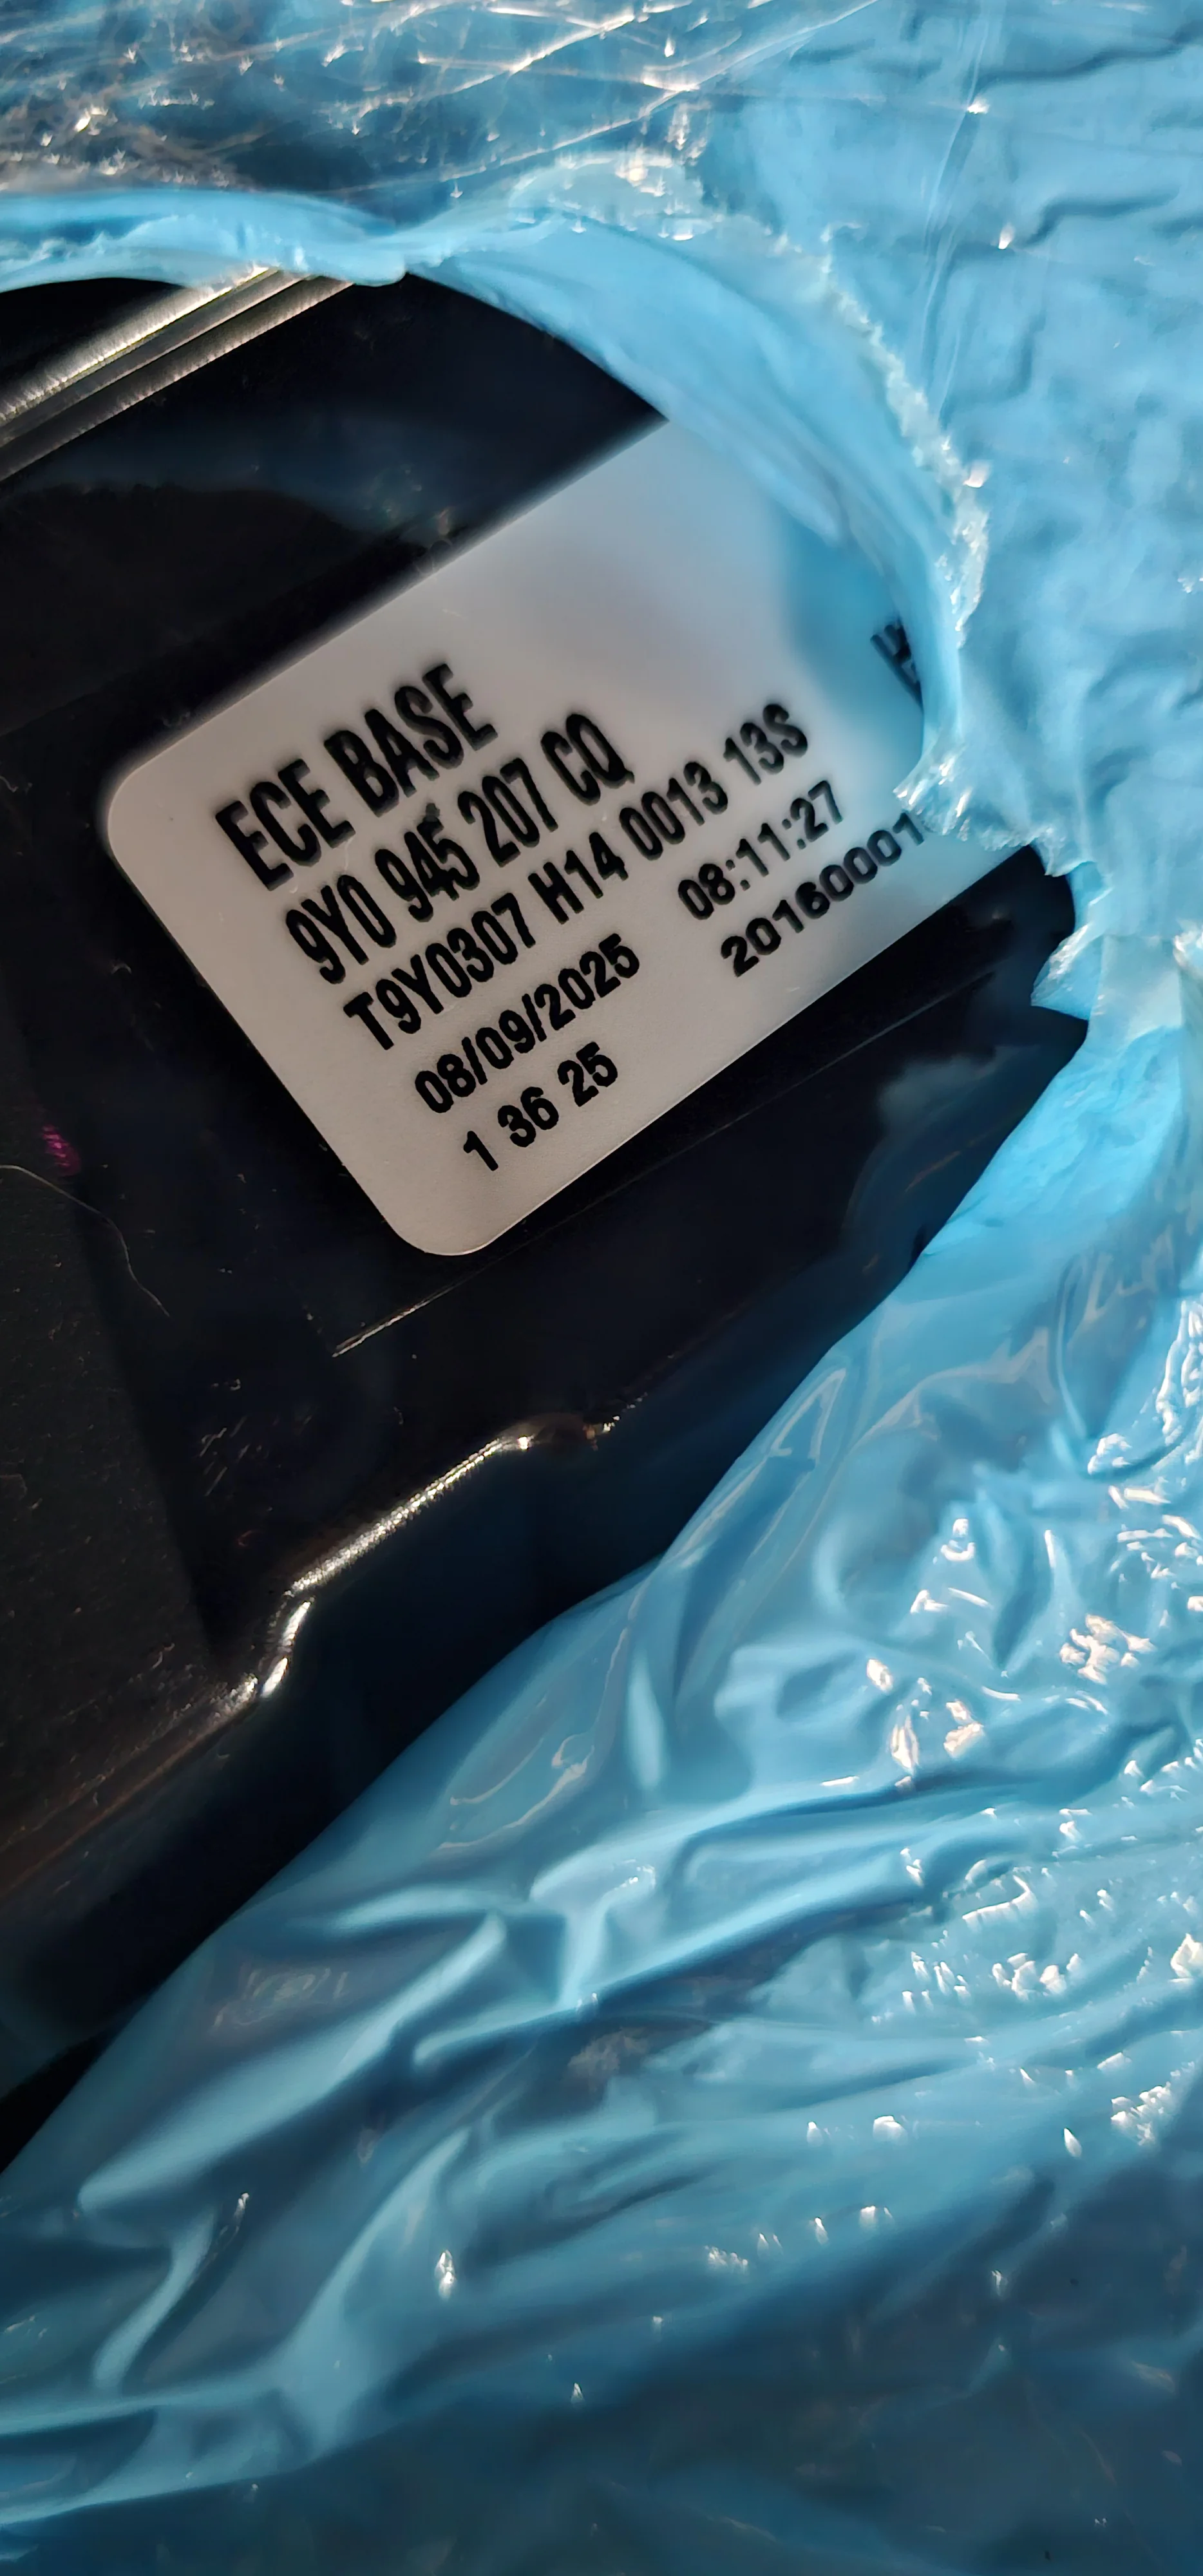 ECE BASE
9Y0 945 207 CQ
T9Y0307 H14 0013 13S
08/09/2025 08:11:27
1 36 25 20160001